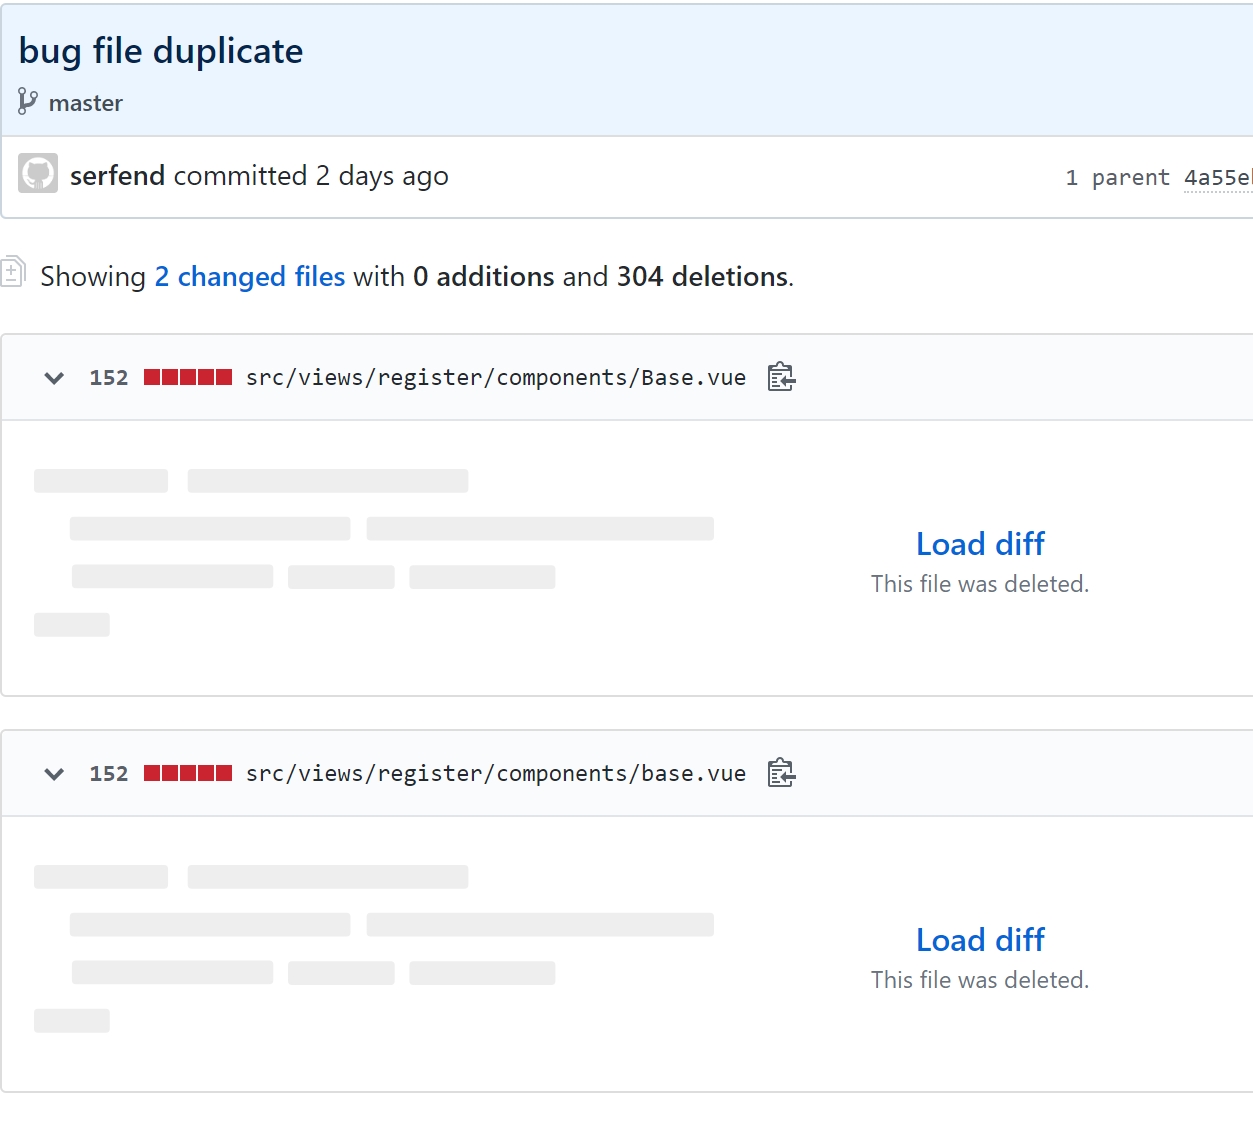 bug file duplicate
master
serfend committed 2 days ago
1 parent 4a55e
Showing 2 changed files with 0 additions and 304 deletions.
152 src/views/register/components/Base.vue
Load diff
This file was deleted.
152 src/views/register/components/base.vue
Load diff
This file was deleted.